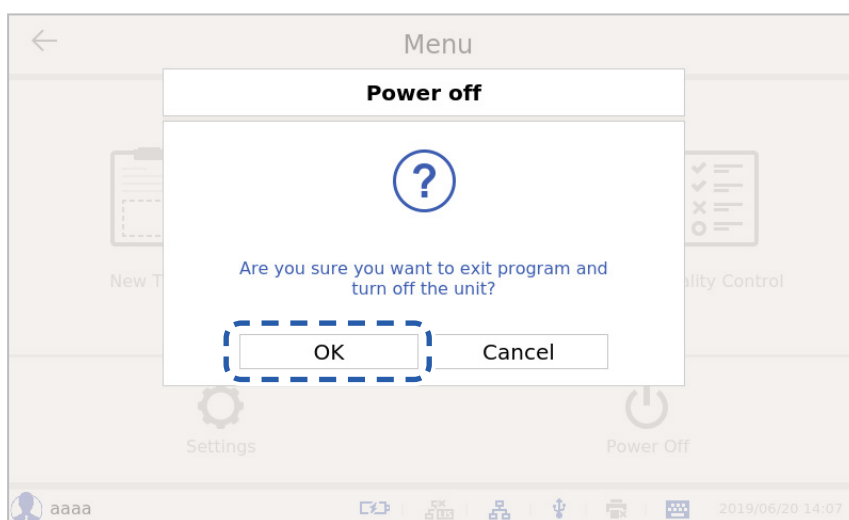 Menu
Power off
Are you sure you want to exit program and
turn off the unit?
OK
Cancel
New T
ality Control
Settings
Power Off
aaaa
LIS
2019/06/20 14:07